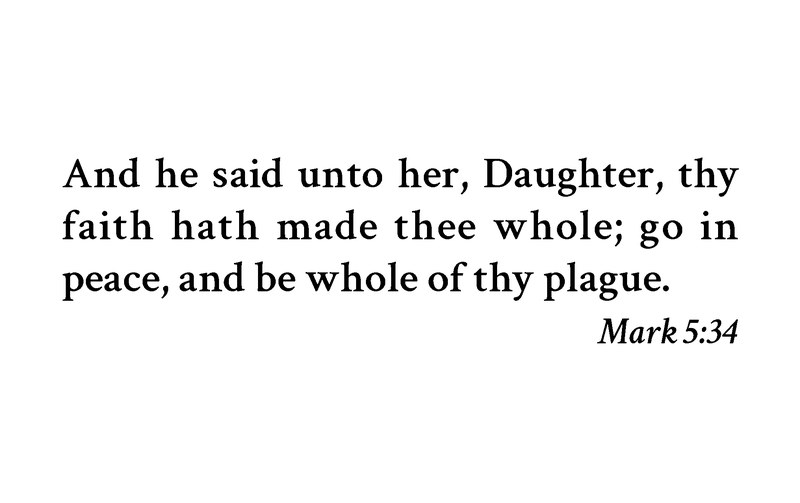 And he said unto her, Daughter, thy
faith hath made thee whole; go in
peace, and be whole of thy plague.
Mark 5:34